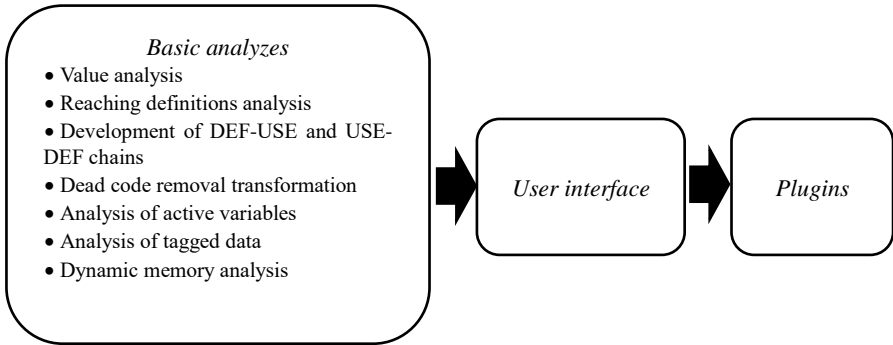 Basic analyzes
• Value analysis
• Reaching definitions analysis
• Development of DEF-USE and USE-
DEF chains
• Dead code removal transformation
• Analysis of active variables
• Analysis of tagged data
• Dynamic memory analysis
User interface
Plugins